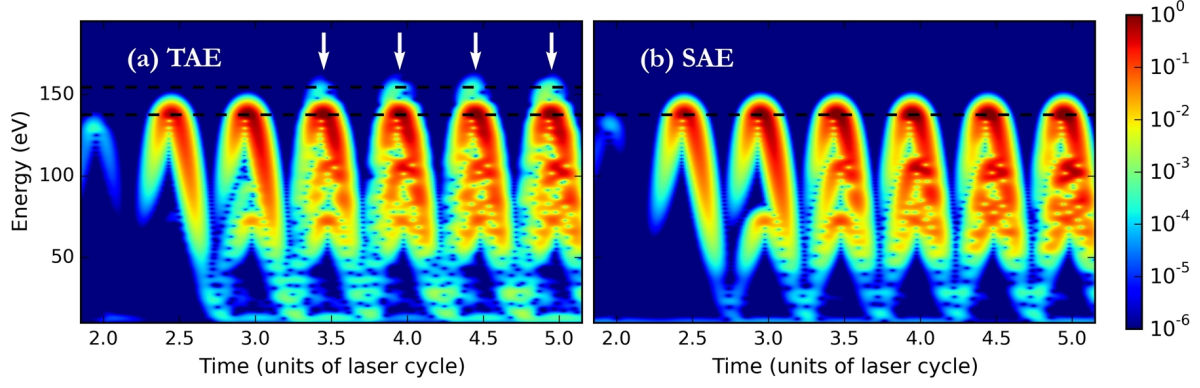 (a) TAE
(b) SAE
Energy (eV)
150
100
50
2.0 2.5 3.0 3.5 4.0 4.5 5.0
2.0 2.5 3.0 3.5 4.0 4.5 5.0
Time (units of laser cycle)
Time (units of laser cycle)
10^0
10^-1
10^-2
10^-3
10^-4
10^-5
10^-6